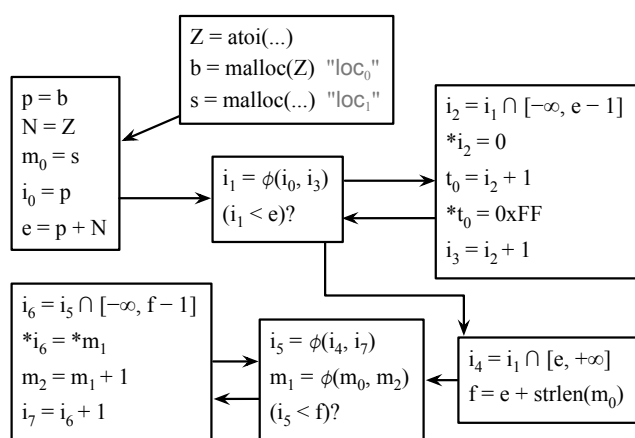 Z = atoi(...)
b = malloc(Z) "loc₀"
s = malloc(...) "loc₁"
p = b
N = Z
m₀ = s
i₀ = p
e = p + N
i₁ = ϕ(i₀, i₃)
(i₁ < e)?
i₂ = i₁ ∩ [−∞, e − 1]
*i₂ = 0
t₀ = i₂ + 1
*t₀ = 0xFF
i₃ = i₂ + 1
i₄ = i₁ ∩ [e, +∞]
f = e + strlen(m₀)
i₅ = ϕ(i₄, i₇)
m₁ = ϕ(m₀, m₂)
(i₅ < f)?
i₆ = i₅ ∩ [−∞, f − 1]
*i₆ = *m₁
m₂ = m₁ + 1
i₇ = i₆ + 1